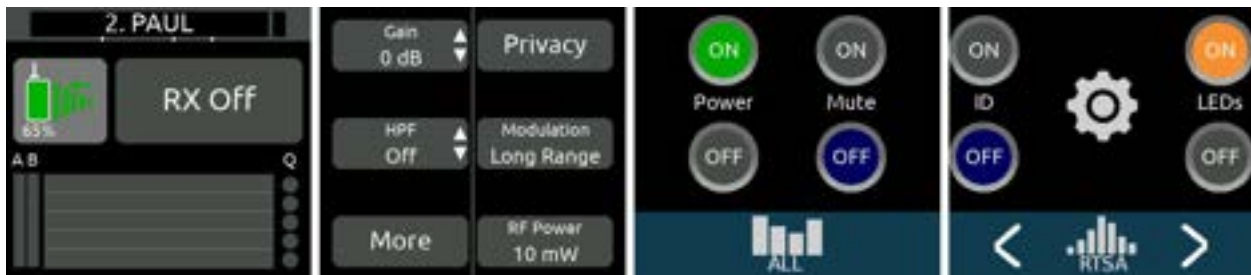 2. PAUL
65%
RX Off
A B
Q
Gain
0 dB
Privacy
HPF
Off
Modulation
Long Range
More
RF Power
10 mW
ON
ON
Power
Mute
OFF
OFF
ALL
ON
ON
ID
LEDs
OFF
OFF
RTSA